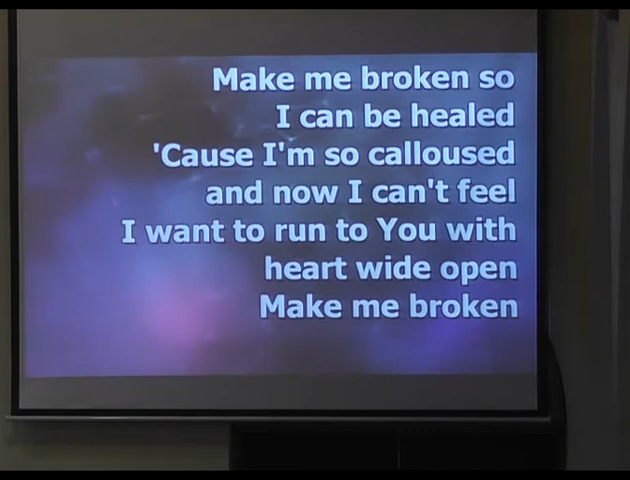 Make me broken so
I can be healed
'Cause I'm so calloused
and now I can't feel
I want to run to You with
heart wide open
Make me broken